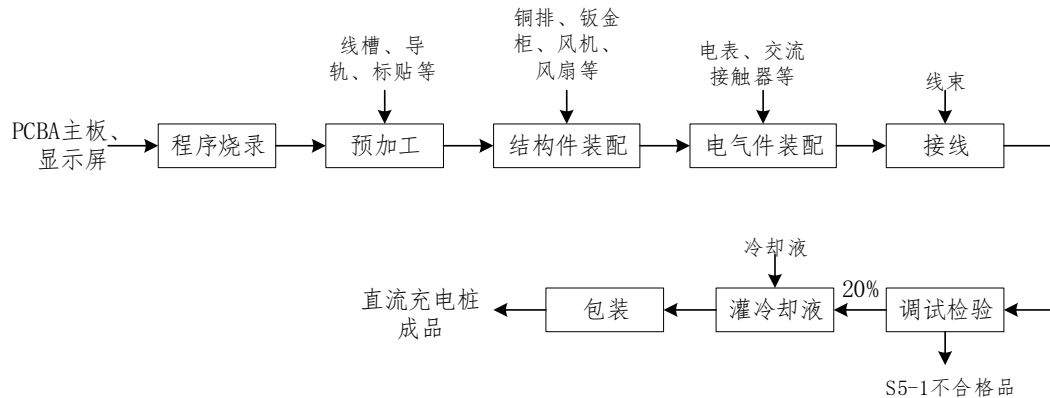 线槽、导
轨、标贴等
铜排、钣金
柜、风机、
风扇等
电表、交流
接触器等
线束
PCBA主板、
显示屏
程序烧录
预加工
结构件装配
电气件装配
接线
冷却液
直流充电桩
成品
包装
灌冷却液
20%
调试检验
S5-1不合格品